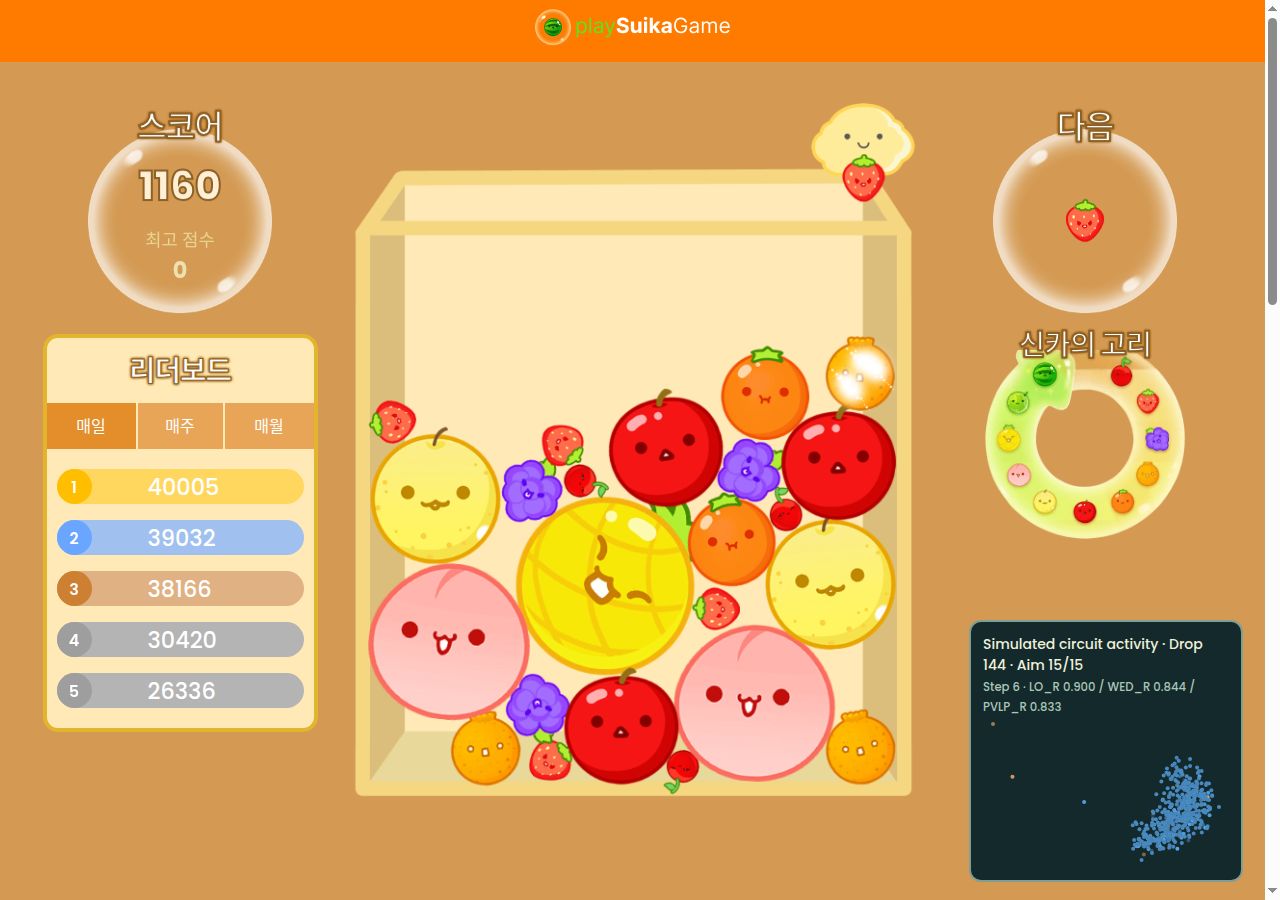 playSuikaGame
스코어
1160
최고 점수
0
리더보드
매일 매주 매월
1 40005
2 39032
3 38166
4 30420
5 26336
다음
신카의 고리
Simulated circuit activity · Drop
144 · Aim 15/15
Step 6 · LO_R 0.900 / WED_R 0.844 /
PVLP_R 0.833